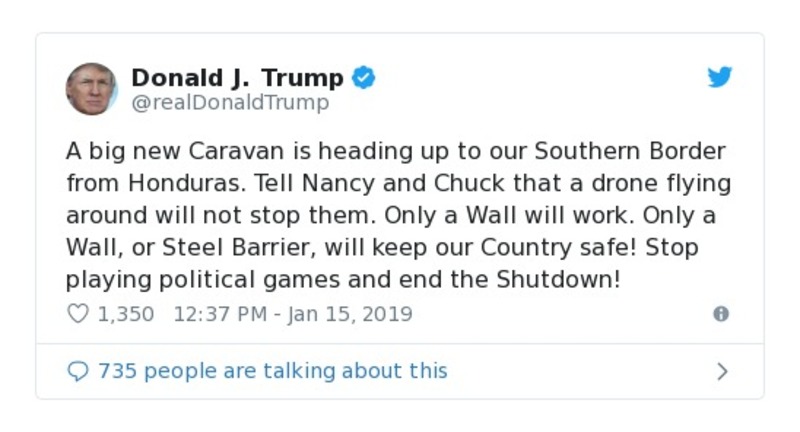 Donald J. Trump
@realDonaldTrump
A big new Caravan is heading up to our Southern Border
from Honduras. Tell Nancy and Chuck that a drone flying
around will not stop them. Only a Wall will work. Only a
Wall, or Steel Barrier, will keep our Country safe! Stop
playing political games and end the Shutdown!
1,350 12:37 PM - Jan 15, 2019
735 people are talking about this